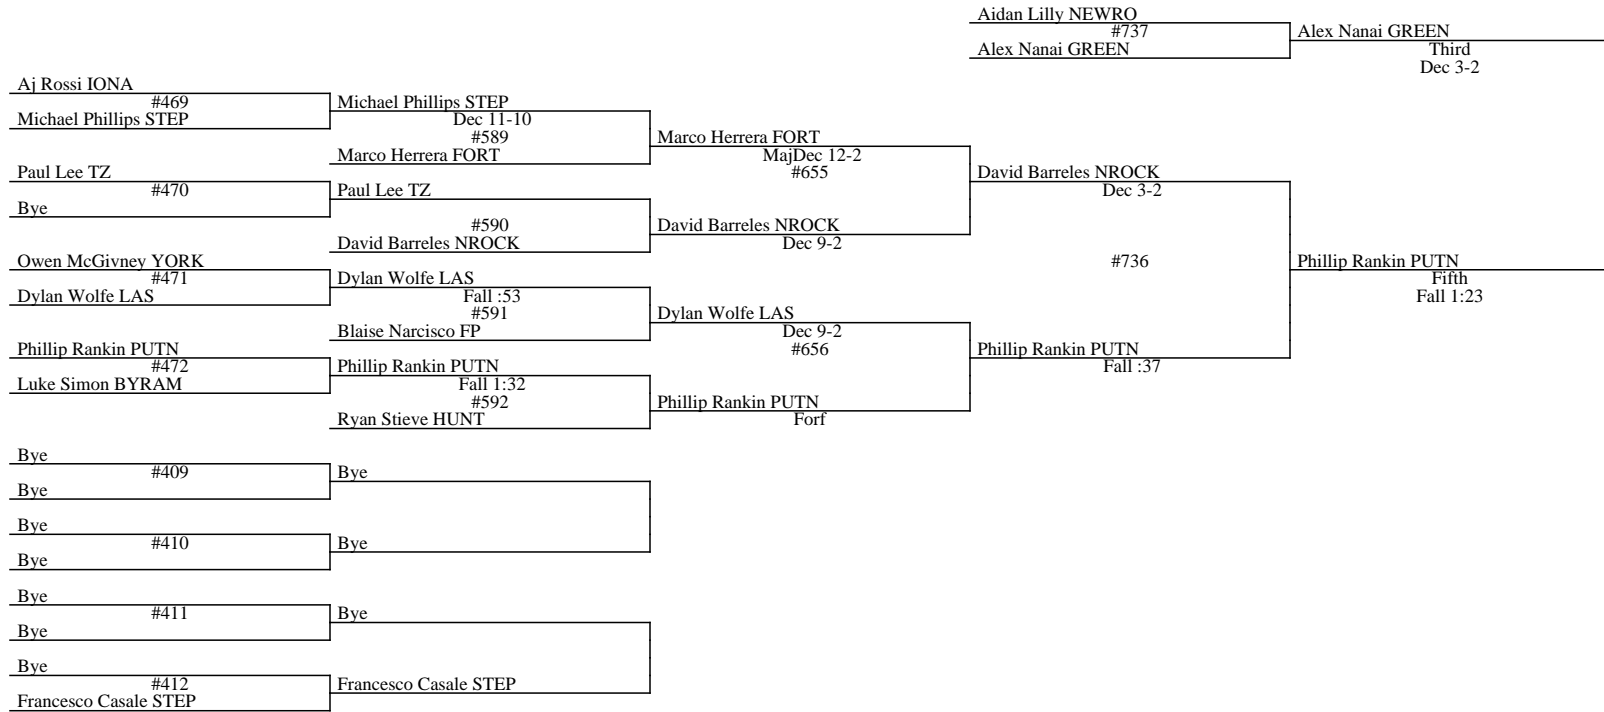 Aidan Lilly NEWRO
#737
Alex Nanai GREEN
Alex Nanai GREEN
Third
Dec 3-2
Aj Rossi IONA
#469
Michael Phillips STEP
Michael Phillips STEP
Dec 11-10
#589
Marco Herrera FORT
Marco Herrera FORT
MajDec 12-2
#655
Paul Lee TZ
#470
Bye
Paul Lee TZ
#590
David Barreles NROCK
David Barreles NROCK
Dec 9-2
David Barreles NROCK
Dec 3-2
#736
Phillip Rankin PUTN
Fifth
Fall 1:23
Owen McGivney YORK
#471
Dylan Wolfe LAS
Dylan Wolfe LAS
Fall :53
#591
Blaise Narcisco FP
Dylan Wolfe LAS
Dec 9-2
#656
Phillip Rankin PUTN
Fall :37
Phillip Rankin PUTN
#472
Luke Simon BYRAM
Phillip Rankin PUTN
Fall 1:32
#592
Ryan Stieve HUNT
Phillip Rankin PUTN
Forf
Bye
#409
Bye
Bye
Bye
#410
Bye
Bye
Bye
#411
Bye
Bye
Bye
#412
Francesco Casale STEP
Francesco Casale STEP